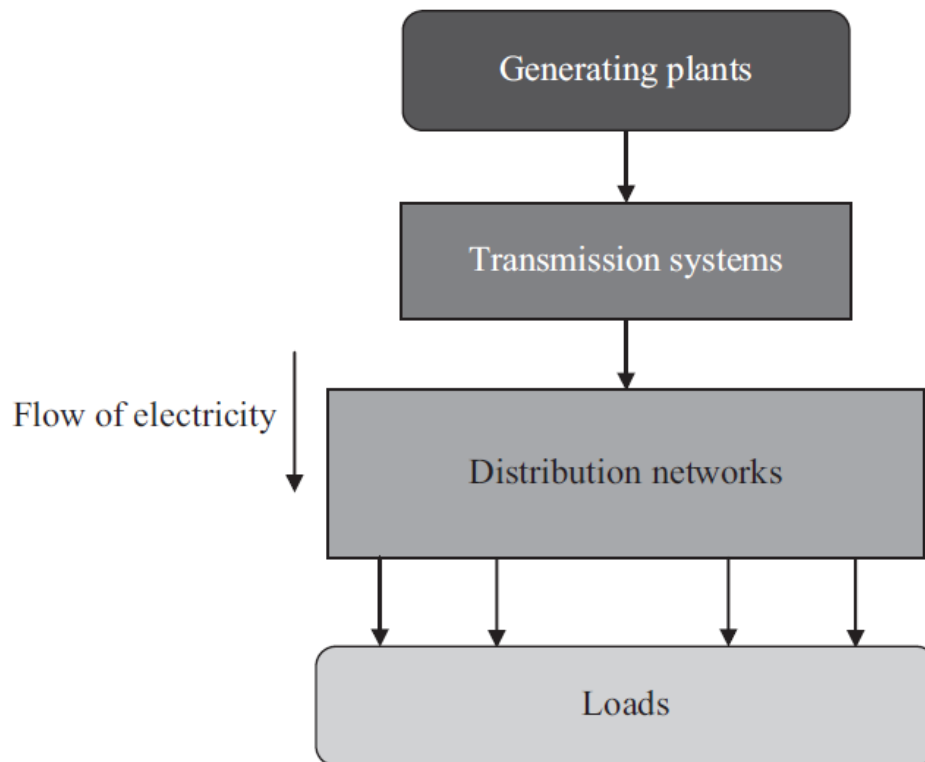 Generating plants
Transmission systems
Flow of electricity
Distribution networks
Loads